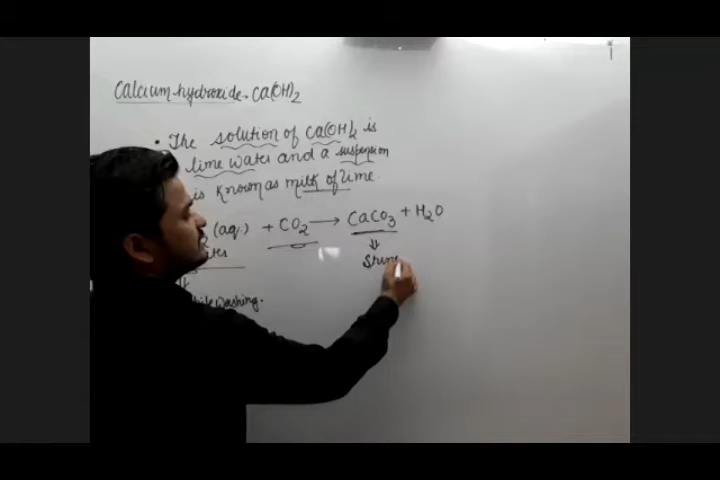 Calcium hydroxide - Ca(OH)2
• The solution of Ca(OH)2 is
lime water and a suspension
is known as milk of lime.
(aq.) + CO2 → CaCO3 + H2O
⇓
washing.